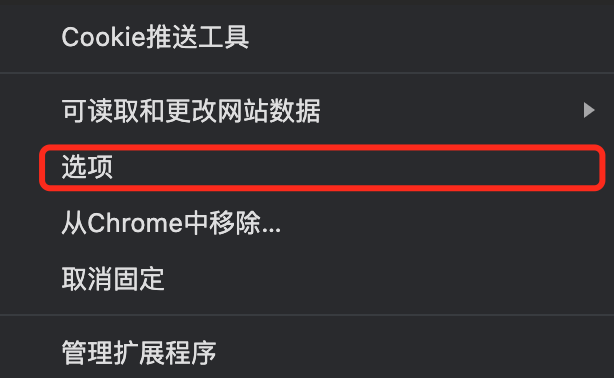 Cookie推送工具
可读取和更改网站数据
选项
从Chrome中移除...
取消固定
管理扩展程序